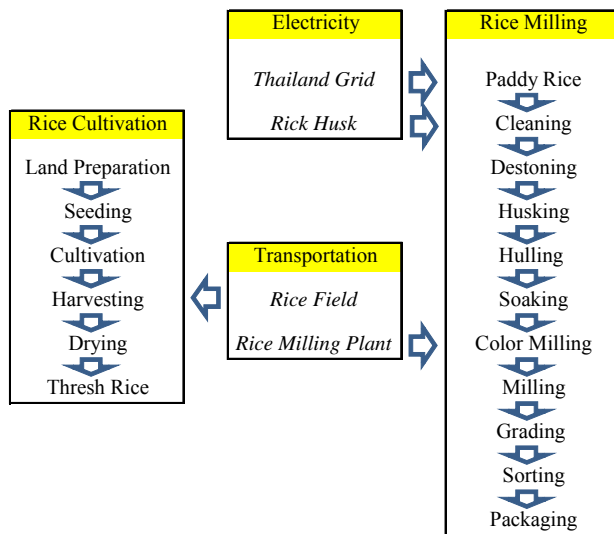 Electricity
Thailand Grid
Rick Husk
Rice Cultivation
Land Preparation
Seeding
Cultivation
Harvesting
Drying
Thresh Rice
Transportation
Rice Field
Rice Milling Plant
Rice Milling
Paddy Rice
Cleaning
Destoning
Husking
Hulling
Soaking
Color Milling
Milling
Grading
Sorting
Packaging